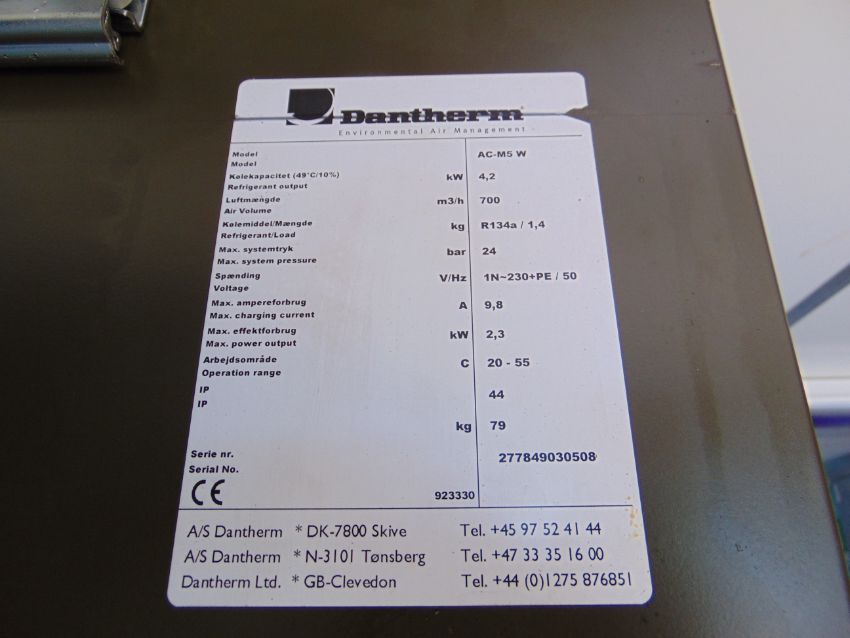 Dantherm®
Environmental Air Management
Model AC-M5 W
Model
Kølekapacitet (49°C/10%) kW 4,2
Refrigerant output
Luftmængde m3/h 700
Air Volume
Kølemiddel/Mængde kg R134a / 1,4
Refrigerant/Load
Max. systemtryk bar 24
Max. system pressure
Spænding V/Hz 1N~230+PE / 50
Voltage
Max. ampereforbrug A 9,8
Max. charging current
Max. effektforbrug kW 2,3
Max. power output
Arbejdsområde C 20 - 55
Operation range
IP 44
IP
kg 79
Serie nr. 277849030508
Serial No.
CE 923330
A/S Dantherm * DK-7800 Skive Tel. +45 97 52 41 44
A/S Dantherm * N-3101 Tønsberg Tel. +47 33 35 16 00
Dantherm Ltd. * GB-Clevedon Tel. +44 (0)1275 876851